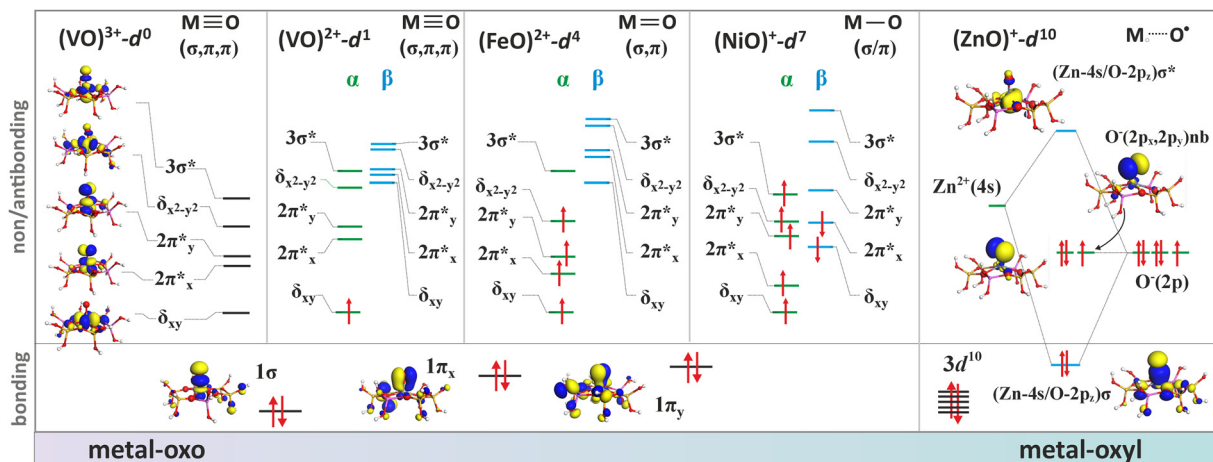 (VO)³⁺-d⁰
M≡O
(σ,π,π)
(VO)²⁺-d¹
M≡O
(σ,π,π)
(FeO)²⁺-d⁴
M=O
(σ,π)
(NiO)⁺-d⁷
M—O
(σ/π)
(ZnO)⁺-d¹⁰
M┈┈O•
non/antibonding
3σ*
δx²-y²
2π*y
2π*x
δxy
α
β
3σ*
δx²-y²
2π*y
2π*x
δxy
3σ*
δx²-y²
2π*y
2π*x
δxy
α
β
3σ*
δx²-y²
2π*y
2π*x
δxy
3σ*
δx²-y²
2π*y
2π*x
δxy
α
β
3σ*
δx²-y²
2π*y
2π*x
δxy
3σ*
δx²-y²
2π*y
2π*x
δxy
(Zn-4s/O-2pz)σ*
O⁻(2px,2py)nb
Zn²⁺(4s)
O⁻(2p)
bonding
1σ
1πx
1πy
3d¹⁰
(Zn-4s/O-2pz)σ
metal-oxo
metal-oxyl